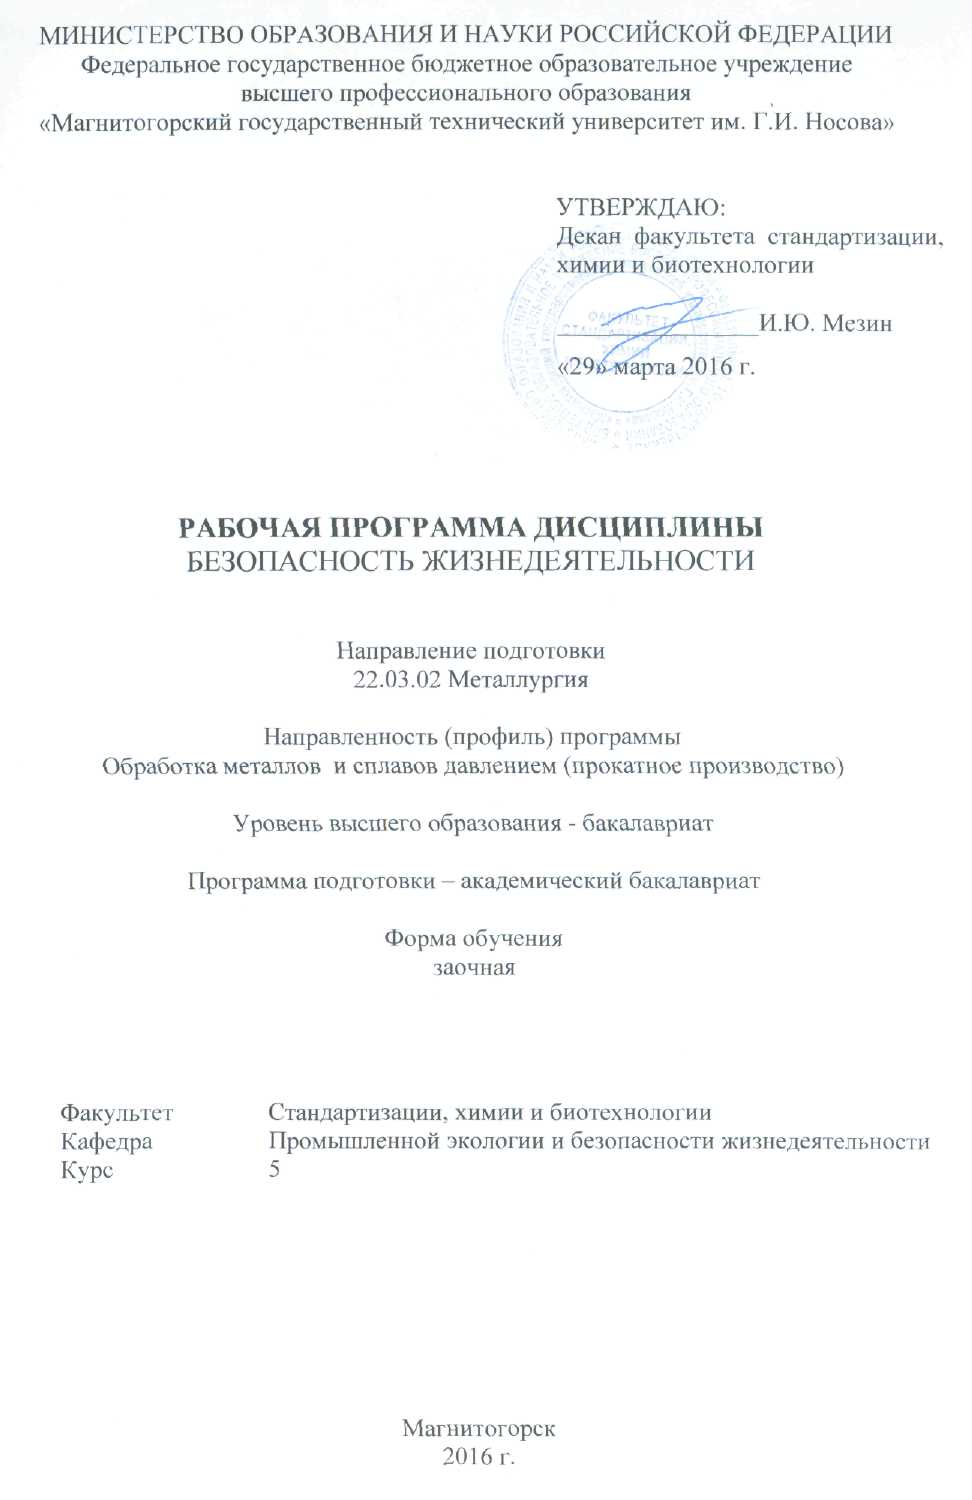 МИНИСТЕРСТВО ОБРАЗОВАНИЯ И НАУКИ РОССИЙСКОЙ ФЕДЕРАЦИИ
Федеральное государственное бюджетное образовательное учреждение
высшего профессионального образования
«Магнитогорский государственный технический университет им. Г.И. Носова»
УТВЕРЖДАЮ:
Декан факультета стандартизации,
химии и биотехнологии
И.Ю. Мезин
«29» марта 2016 г.
РАБОЧАЯ ПРОГРАММА ДИСЦИПЛИНЫ
БЕЗОПАСНОСТЬ ЖИЗНЕДЕЯТЕЛЬНОСТИ
Направление подготовки
22.03.02 Металлургия
Направленность (профиль) программы
Обработка металлов и сплавов давлением (прокатное производство)
Уровень высшего образования - бакалавриат
Программа подготовки – академический бакалавриат
Форма обучения
заочная
Факультет Стандартизации, химии и биотехнологии
Кафедра Промышленной экологии и безопасности жизнедеятельности
Курс 5
Магнитогорск
2016 г.